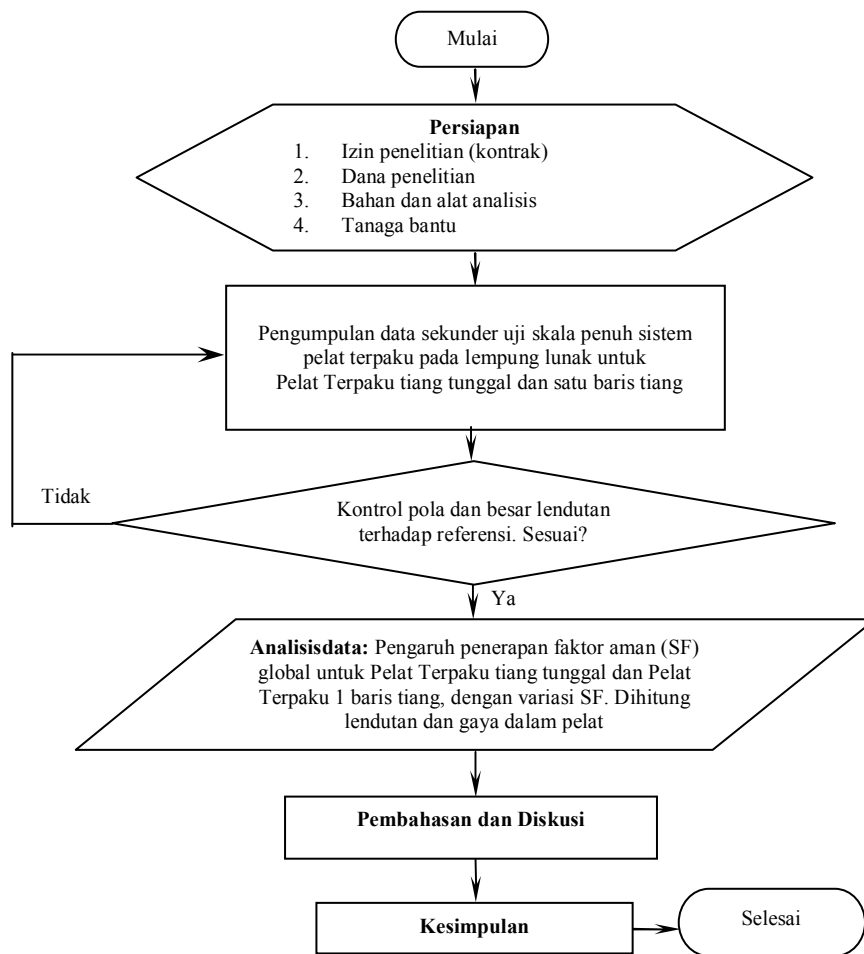 Mulai
Persiapan
1. Izin penelitian (kontrak)
2. Dana penelitian
3. Bahan dan alat analisis
4. Tanaga bantu
Pengumpulan data sekunder uji skala penuh sistem
pelat terpaku pada lempung lunak untuk
Pelat Terpaku tiang tunggal dan satu baris tiang
Tidak
Kontrol pola dan besar lendutan
terhadap referensi. Sesuai?
Ya
Analisisdata: Pengaruh penerapan faktor aman (SF)
global untuk Pelat Terpaku tiang tunggal dan Pelat
Terpaku 1 baris tiang, dengan variasi SF. Dihitung
lendutan dan gaya dalam pelat
Pembahasan dan Diskusi
Kesimpulan
Selesai